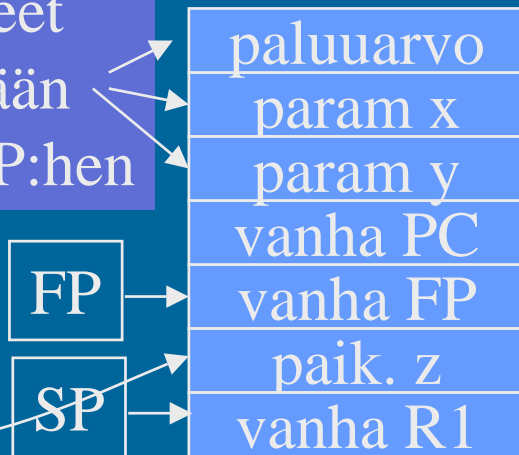 eet
ään
P:hen
paluuarvo
param x
param y
vanha PC
FP
vanha FP
paik. z
SP
vanha R1